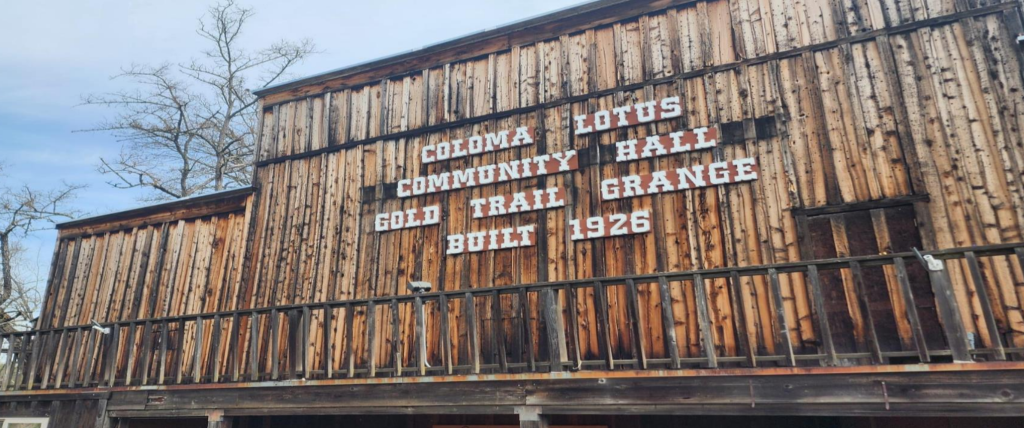 COLOMA LOTUS
COMMUNITY HALL
GOLD TRAIL GRANGE
BUILT 1926